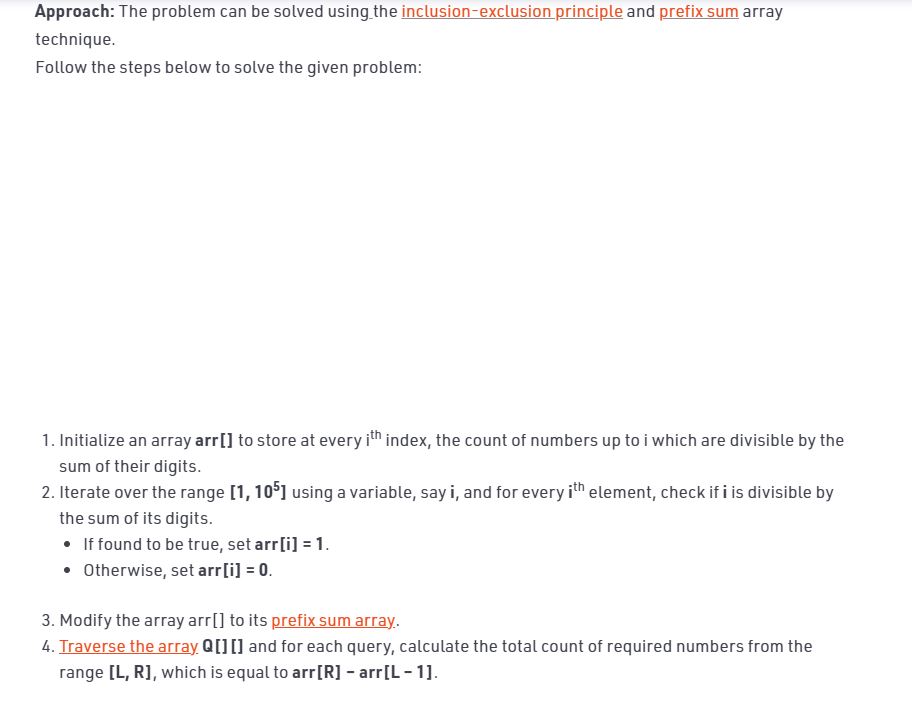 Approach: The problem can be solved using the inclusion-exclusion principle and prefix sum array
technique.
Follow the steps below to solve the given problem:
1. Initialize an array arr[] to store at every ith index, the count of numbers up to i which are divisible by the
sum of their digits.
2. Iterate over the range [1, 10⁵] using a variable, say i, and for every ith element, check if i is divisible by
the sum of its digits.
• If found to be true, set arr[i] = 1.
• Otherwise, set arr[i] = 0.
3. Modify the array arr[] to its prefix sum array.
4. Traverse the array Q[][] and for each query, calculate the total count of required numbers from the
range [L, R], which is equal to arr[R] – arr[L – 1].